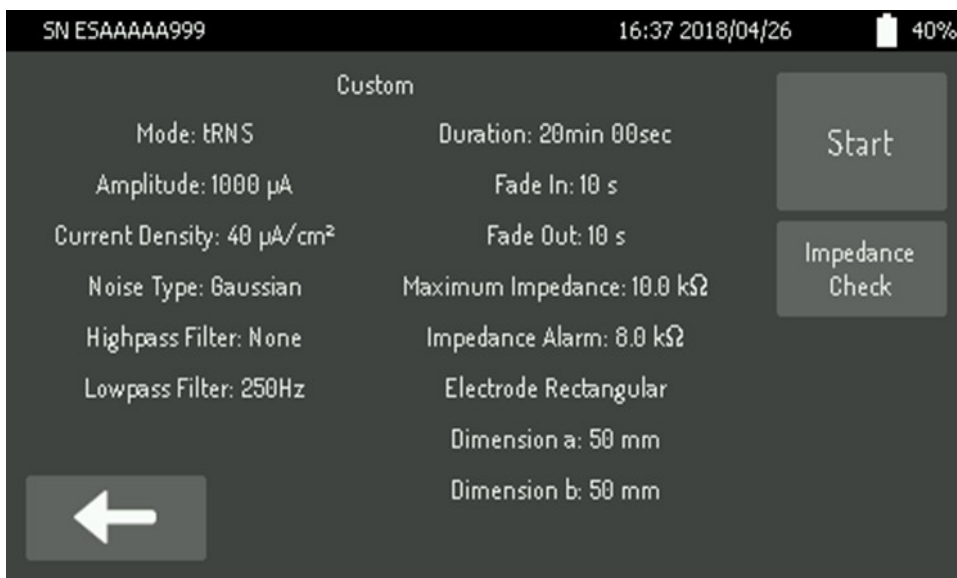 SN ESAAAAA999 16:37 2018/04/26 40%
Custom
Mode: tRNS
Amplitude: 1000 µA
Current Density: 40 µA/cm²
Noise Type: Gaussian
Highpass Filter: None
Lowpass Filter: 250Hz
Duration: 20min 00sec
Fade In: 10 s
Fade Out: 10 s
Maximum Impedance: 10.0 kΩ
Impedance Alarm: 8.0 kΩ
Electrode Rectangular
Dimension a: 50 mm
Dimension b: 50 mm
Start
Impedance
Check